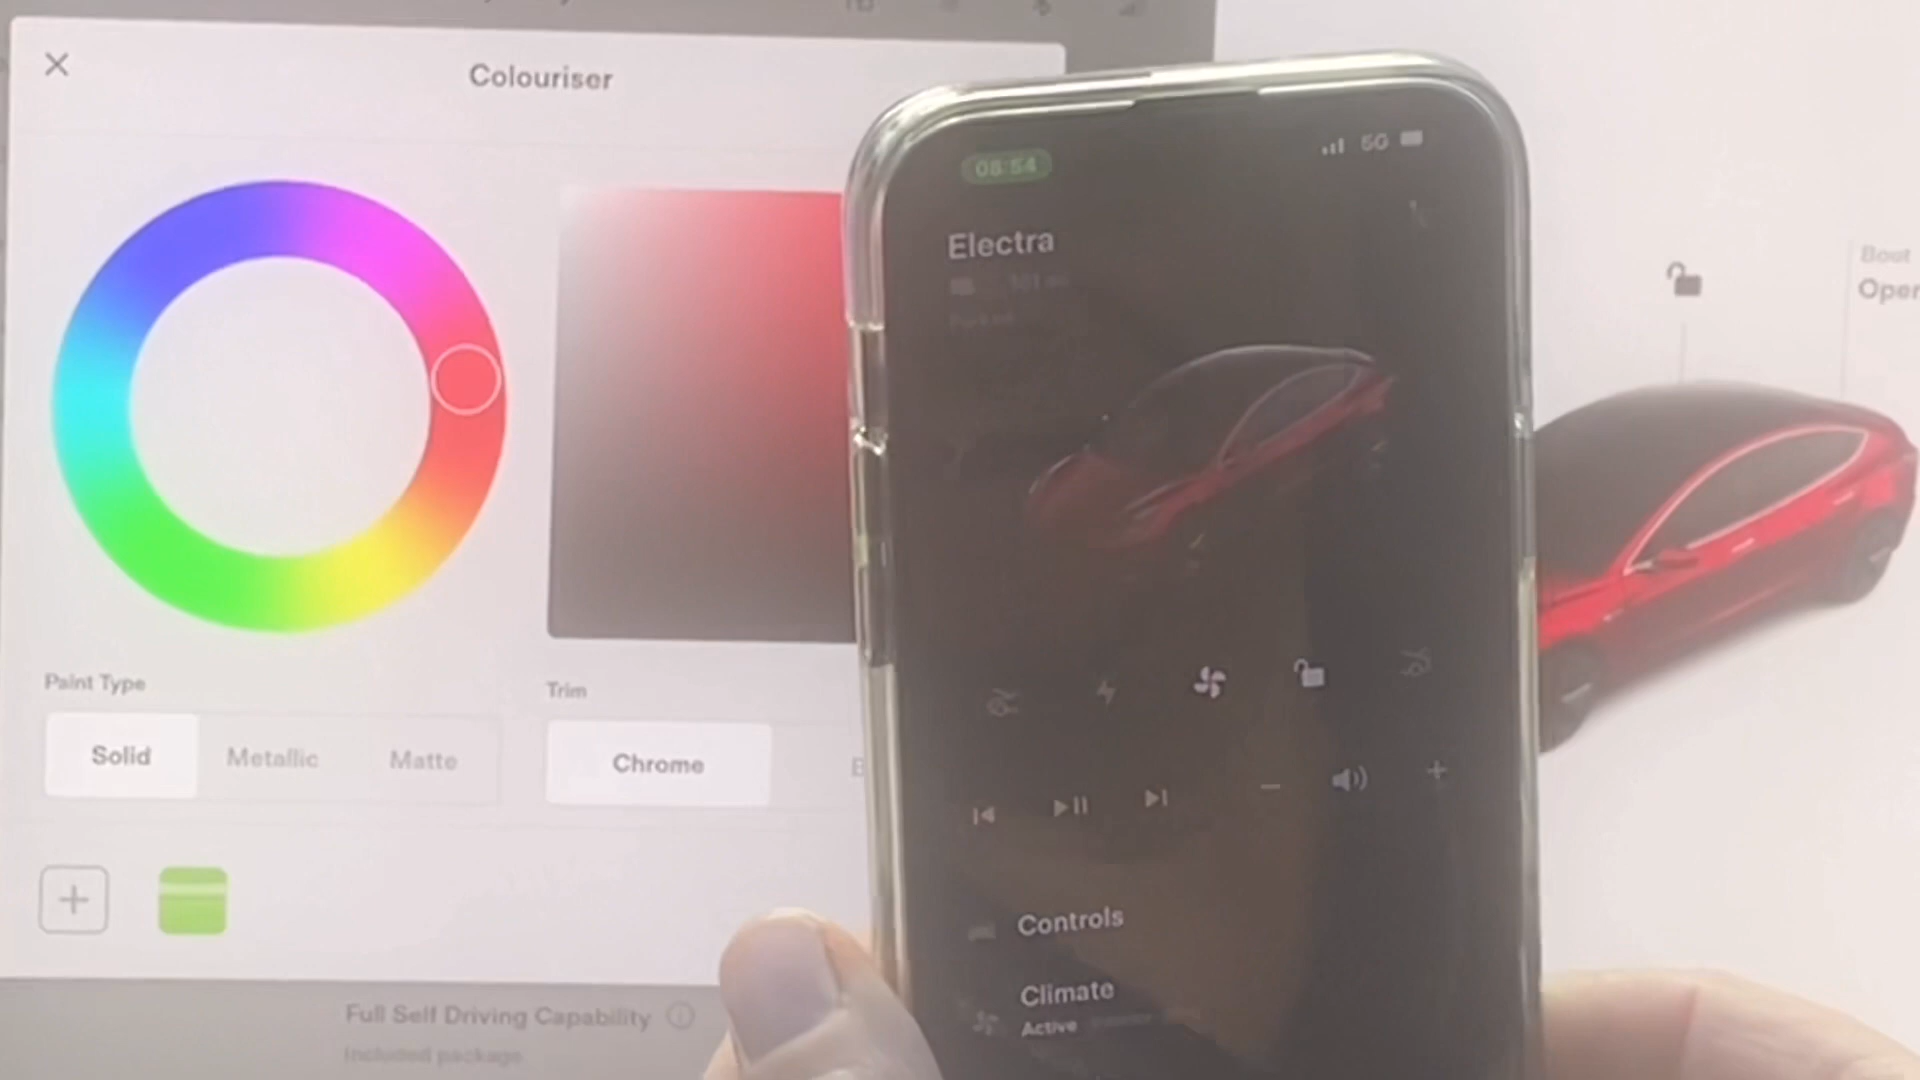 Colouriser
Paint Type
Solid
Metallic
Matte
Trim
Chrome
Full Self Driving Capability
Included package
08:54
5G
Electra
Parked
Controls
Climate
Active
Boot